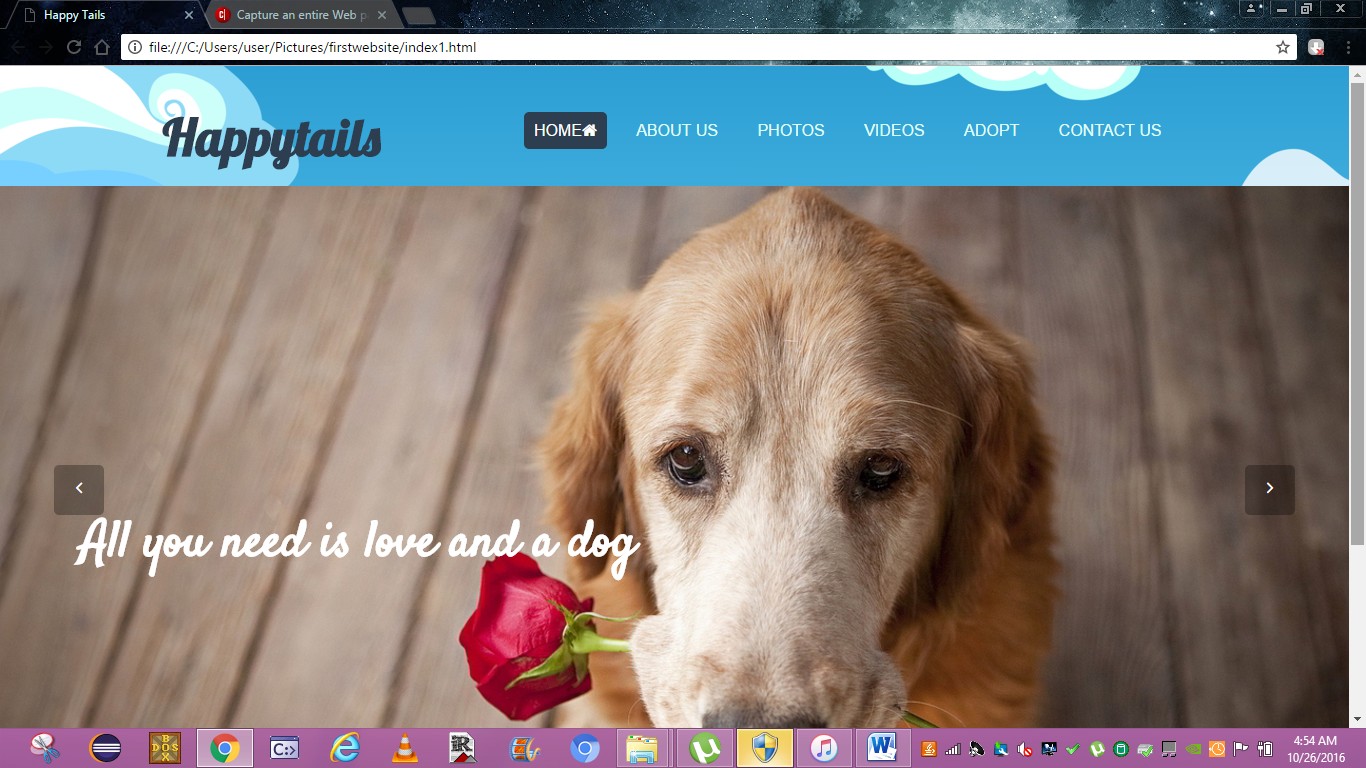 Happy Tails
Capture an entire Web p
file:///C:/Users/user/Pictures/firstwebsite/index1.html
Happytails
HOME
ABOUT US
PHOTOS
VIDEOS
ADOPT
CONTACT US
All you need is love and a dog
4:54 AM
10/26/2016